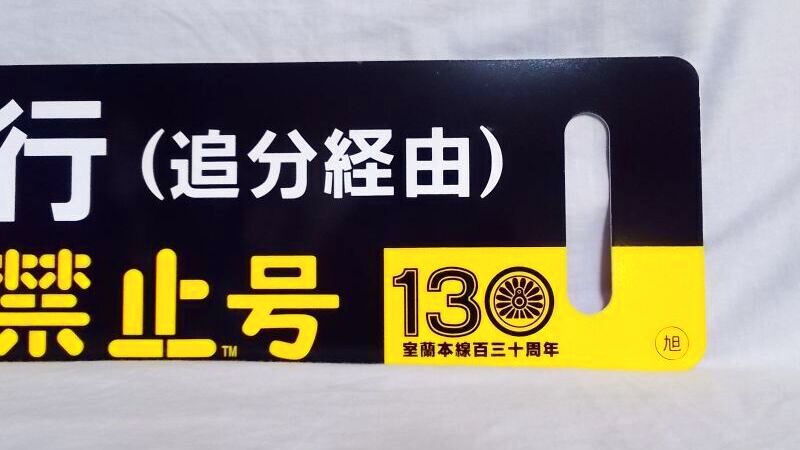 行（追分経由）
禁止号™
130
室蘭本線百三十周年
旭